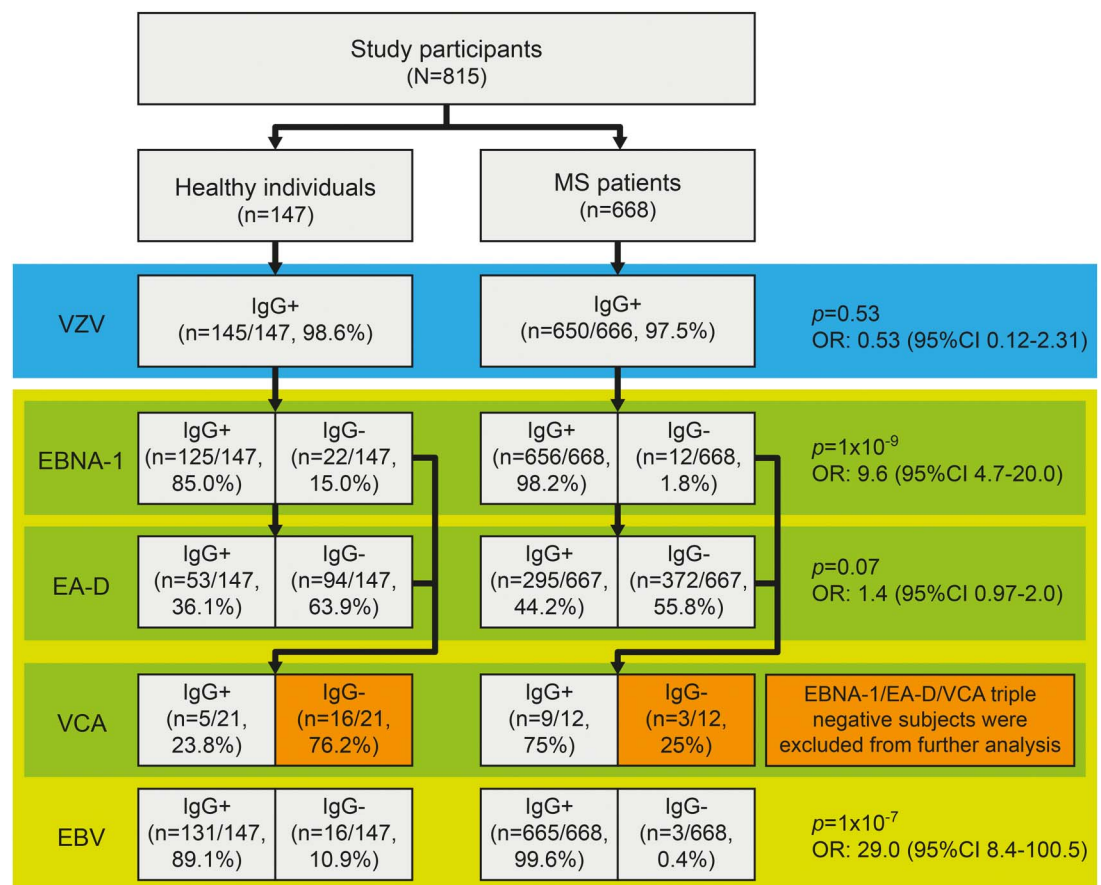 Study participants
(N=815)
Healthy individuals
(n=147)
MS patients
(n=668)
VZV
IgG+
(n=145/147, 98.6%)
IgG+
(n=650/666, 97.5%)
p=0.53
OR: 0.53 (95%CI 0.12-2.31)
EBNA-1
IgG+
(n=125/147,
85.0%)
IgG-
(n=22/147,
15.0%)
IgG+
(n=656/668,
98.2%)
IgG-
(n=12/668,
1.8%)
p=1x10⁻⁹
OR: 9.6 (95%CI 4.7-20.0)
EA-D
IgG+
(n=53/147,
36.1%)
IgG-
(n=94/147,
63.9%)
IgG+
(n=295/667,
44.2%)
IgG-
(n=372/667,
55.8%)
p=0.07
OR: 1.4 (95%CI 0.97-2.0)
VCA
IgG+
(n=5/21,
23.8%)
IgG-
(n=16/21,
76.2%)
IgG+
(n=9/12,
75%)
IgG-
(n=3/12,
25%)
EBNA-1/EA-D/VCA triple
negative subjects were
excluded from further analysis
EBV
IgG+
(n=131/147,
89.1%)
IgG-
(n=16/147,
10.9%)
IgG+
(n=665/668,
99.6%)
IgG-
(n=3/668,
0.4%)
p=1x10⁻⁷
OR: 29.0 (95%CI 8.4-100.5)